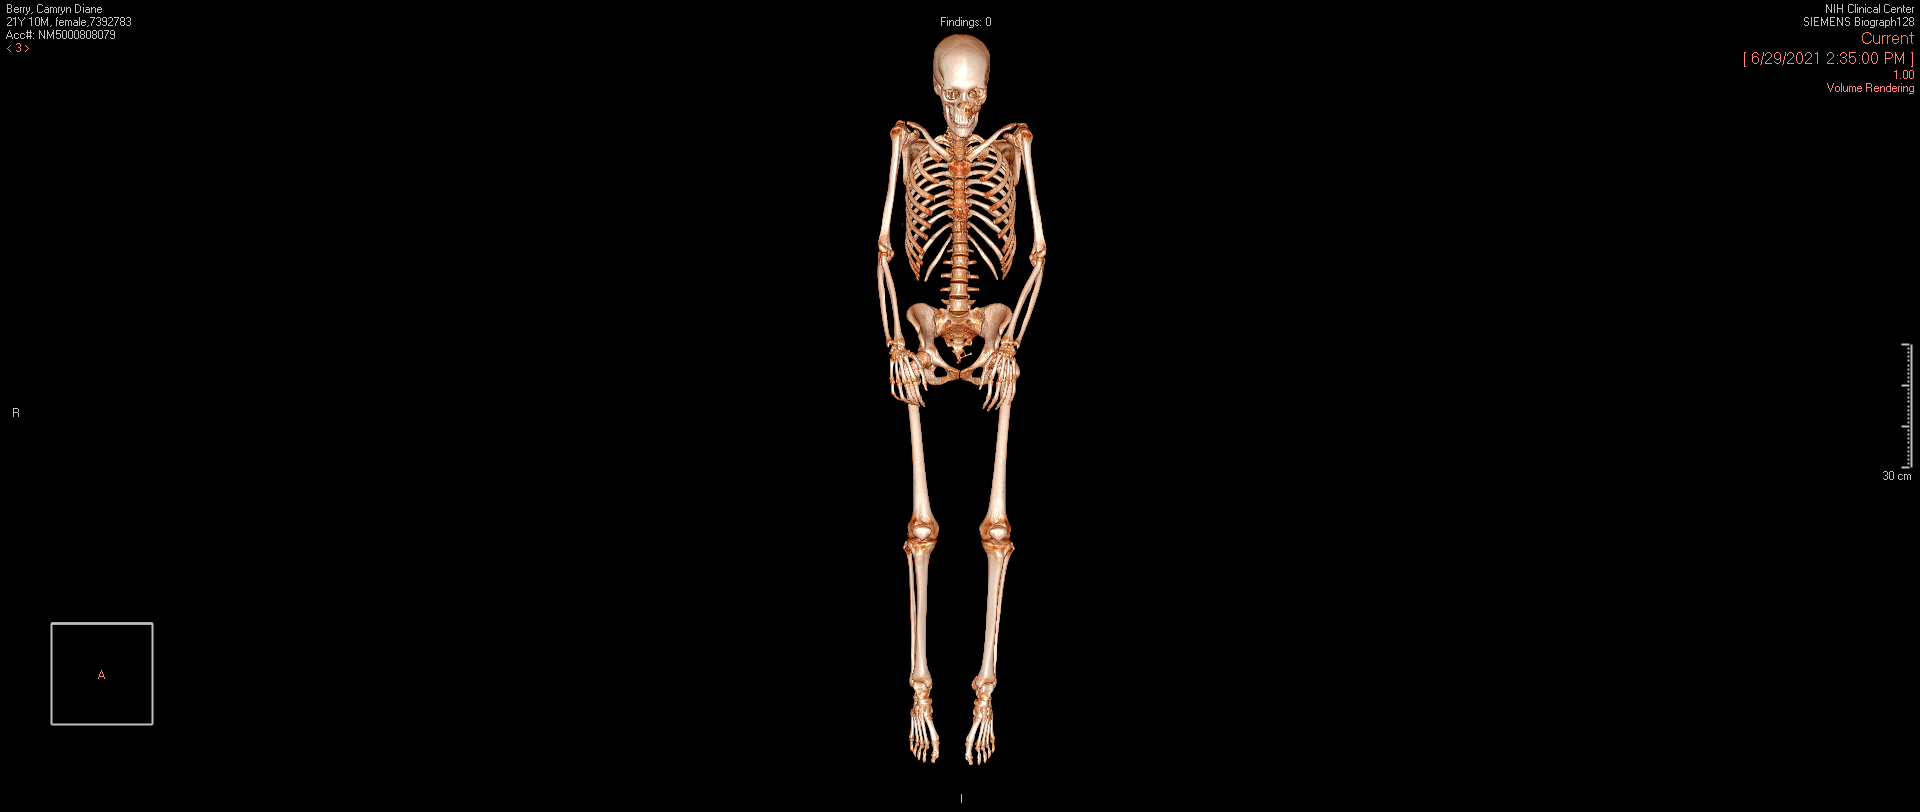 Berry, Camryn Diane
21Y 10M, female,7392783
Acc#: NM5000808079
< 3 >
Findings: 0
NIH Clinical Center
SIEMENS Biograph128
Current
[ 6/29/2021 2:35:00 PM ]
1.00
Volume Rendering
R
30 cm
A
I